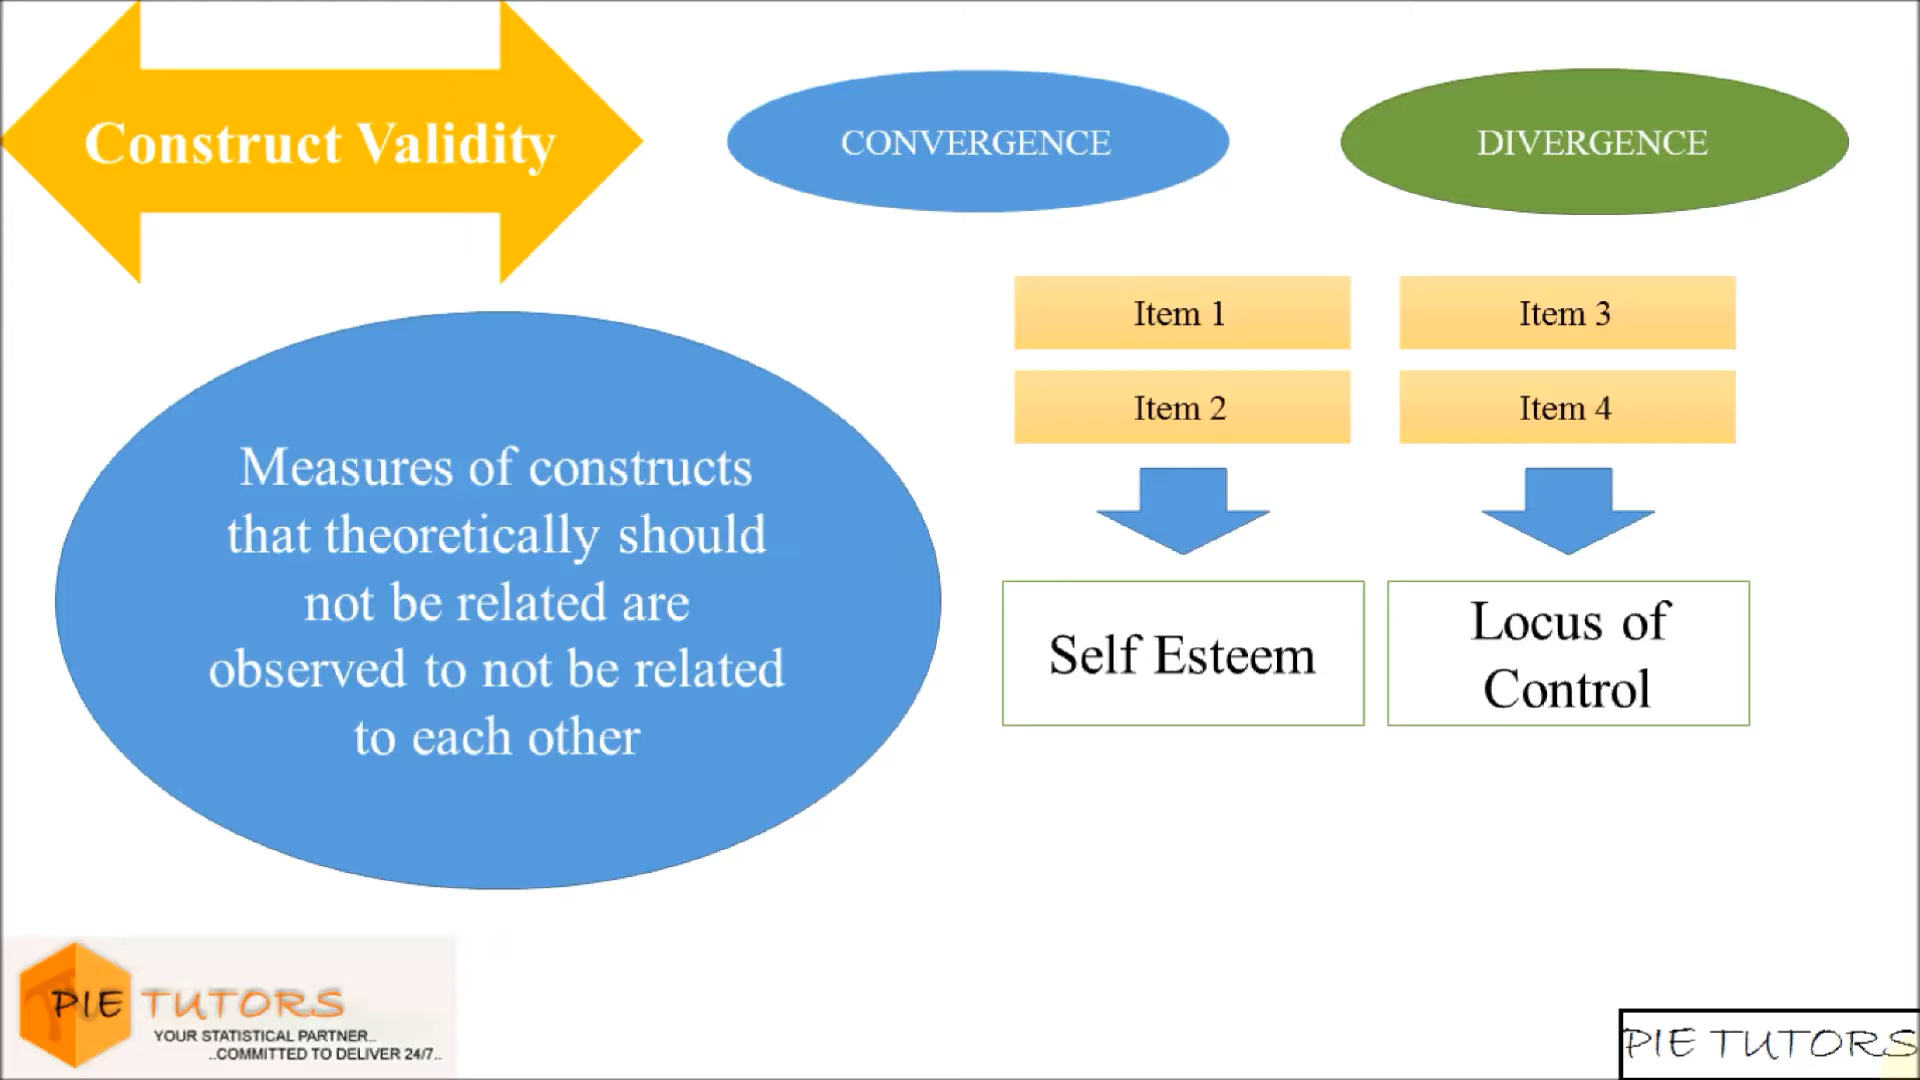 Construct Validity
CONVERGENCE
DIVERGENCE
Measures of constructs
that theoretically should
not be related are
observed to not be related
to each other
Item 1
Item 3
Item 2
Item 4
Self Esteem
Locus of
Control
PIE TUTORS
YOUR STATISTICAL PARTNER..
..COMMITTED TO DELIVER 24/7..
PIE TUTORS